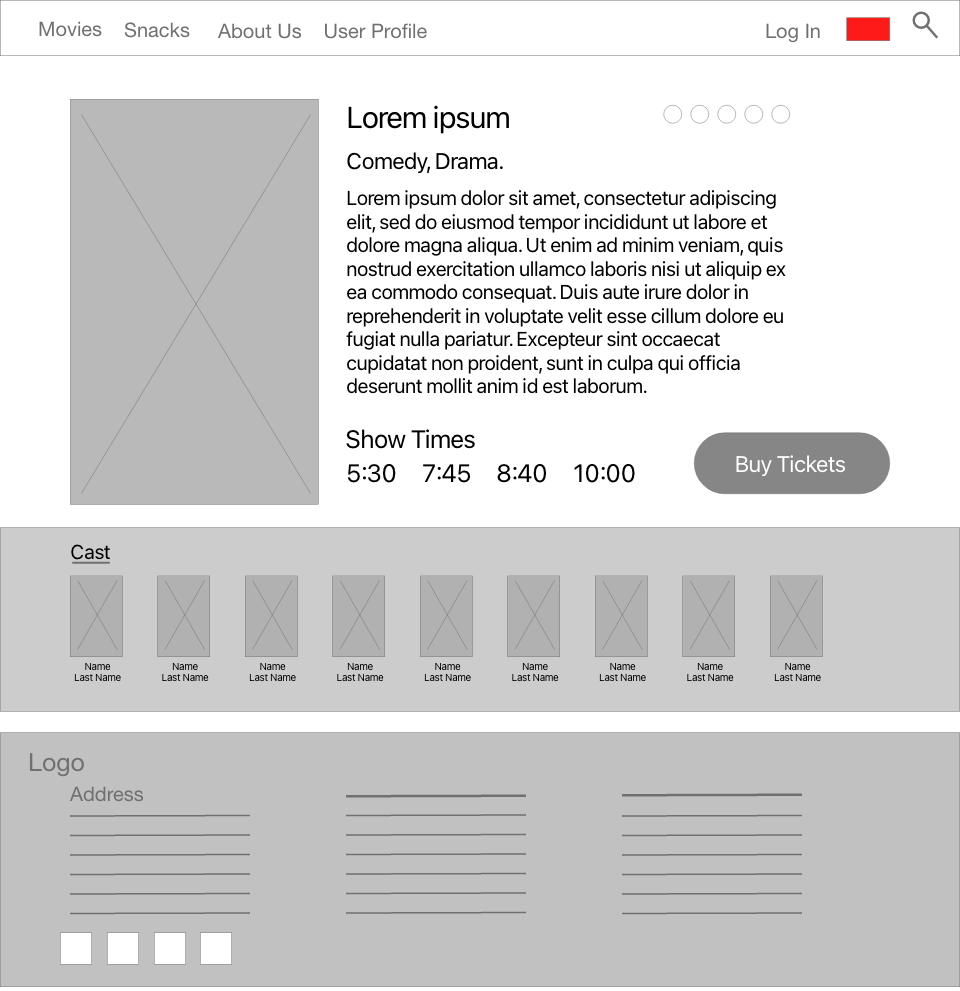 Movies Snacks About Us User Profile Log In
Lorem ipsum
Comedy, Drama.
Lorem ipsum dolor sit amet, consectetur adipiscing
elit, sed do eiusmod tempor incididunt ut labore et
dolore magna aliqua. Ut enim ad minim veniam, quis
nostrud exercitation ullamco laboris nisi ut aliquip ex
ea commodo consequat. Duis aute irure dolor in
reprehenderit in voluptate velit esse cillum dolore eu
fugiat nulla pariatur. Excepteur sint occaecat
cupidatat non proident, sunt in culpa qui officia
deserunt mollit anim id est laborum.
Show Times
5:30 7:45 8:40 10:00
Buy Tickets
Cast
Name Name Name Name Name Name Name Name Name
Last Name Last Name Last Name Last Name Last Name Last Name Last Name Last Name Last Name
Logo
Address